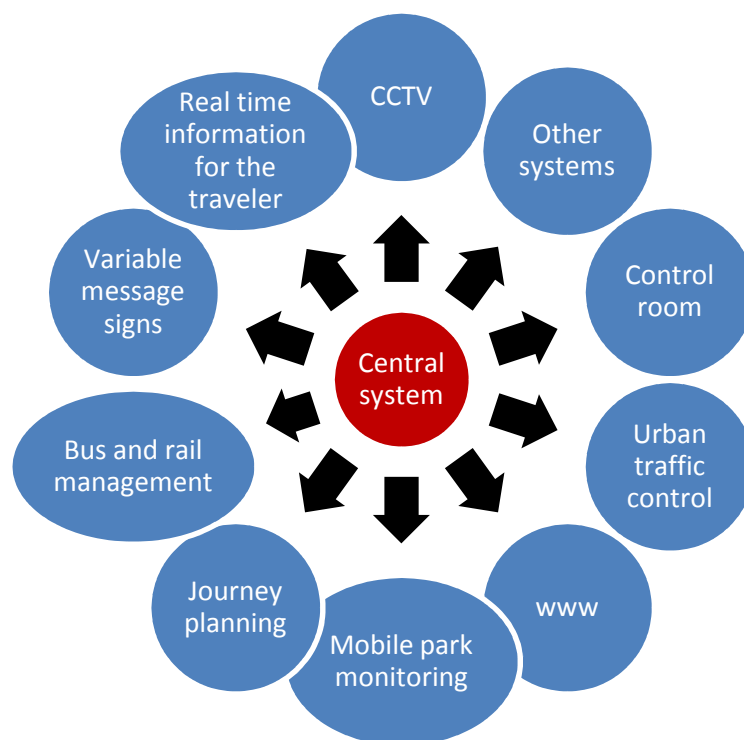 CCTV
Other
systems
Control
room
Urban
traffic
control
www
Mobile park
monitoring
Journey
planning
Bus and rail
management
Variable
message
signs
Real time
information
for the
traveler
Central
system